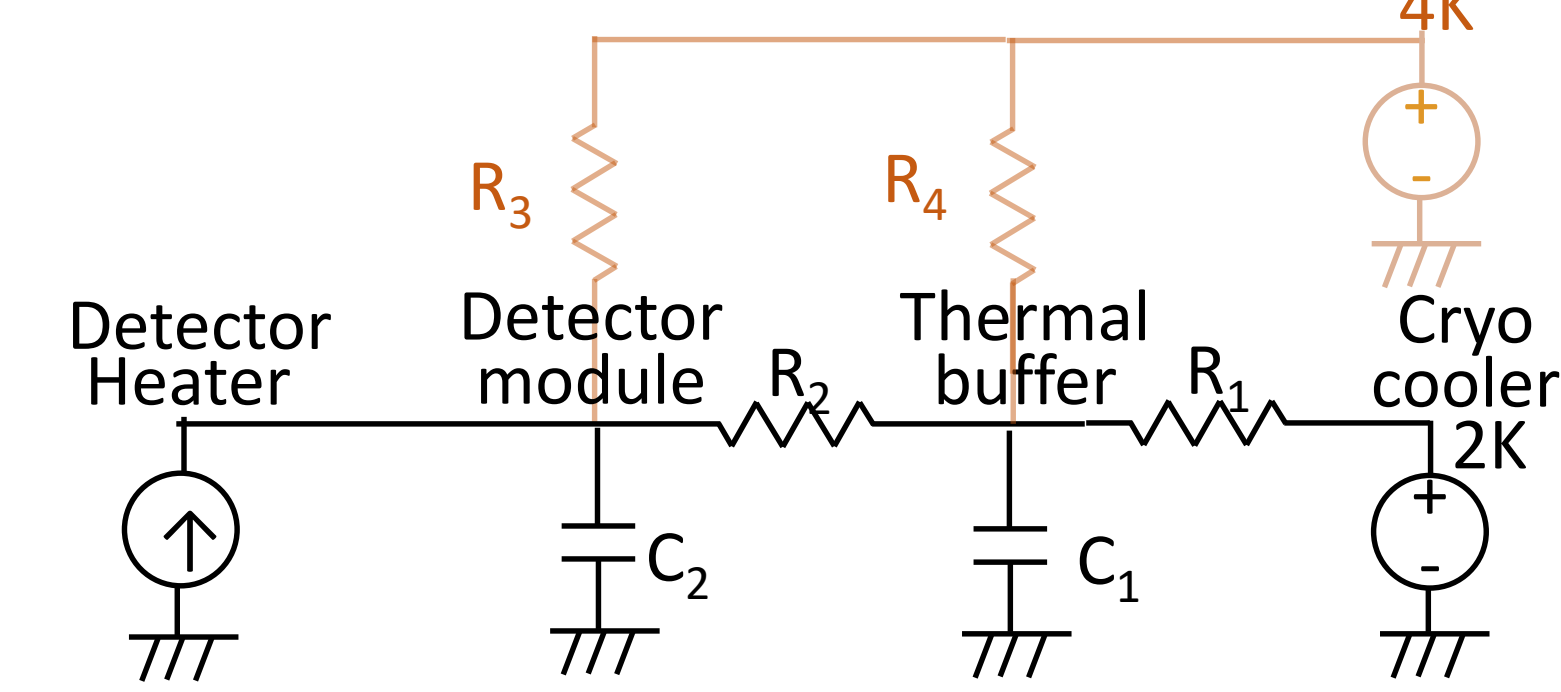 4K
+
-
R3
R4
Detector
Heater
Detector
module
R2
Thermal
buffer
R1
Cryo
cooler
2K
+
-
C2
C1